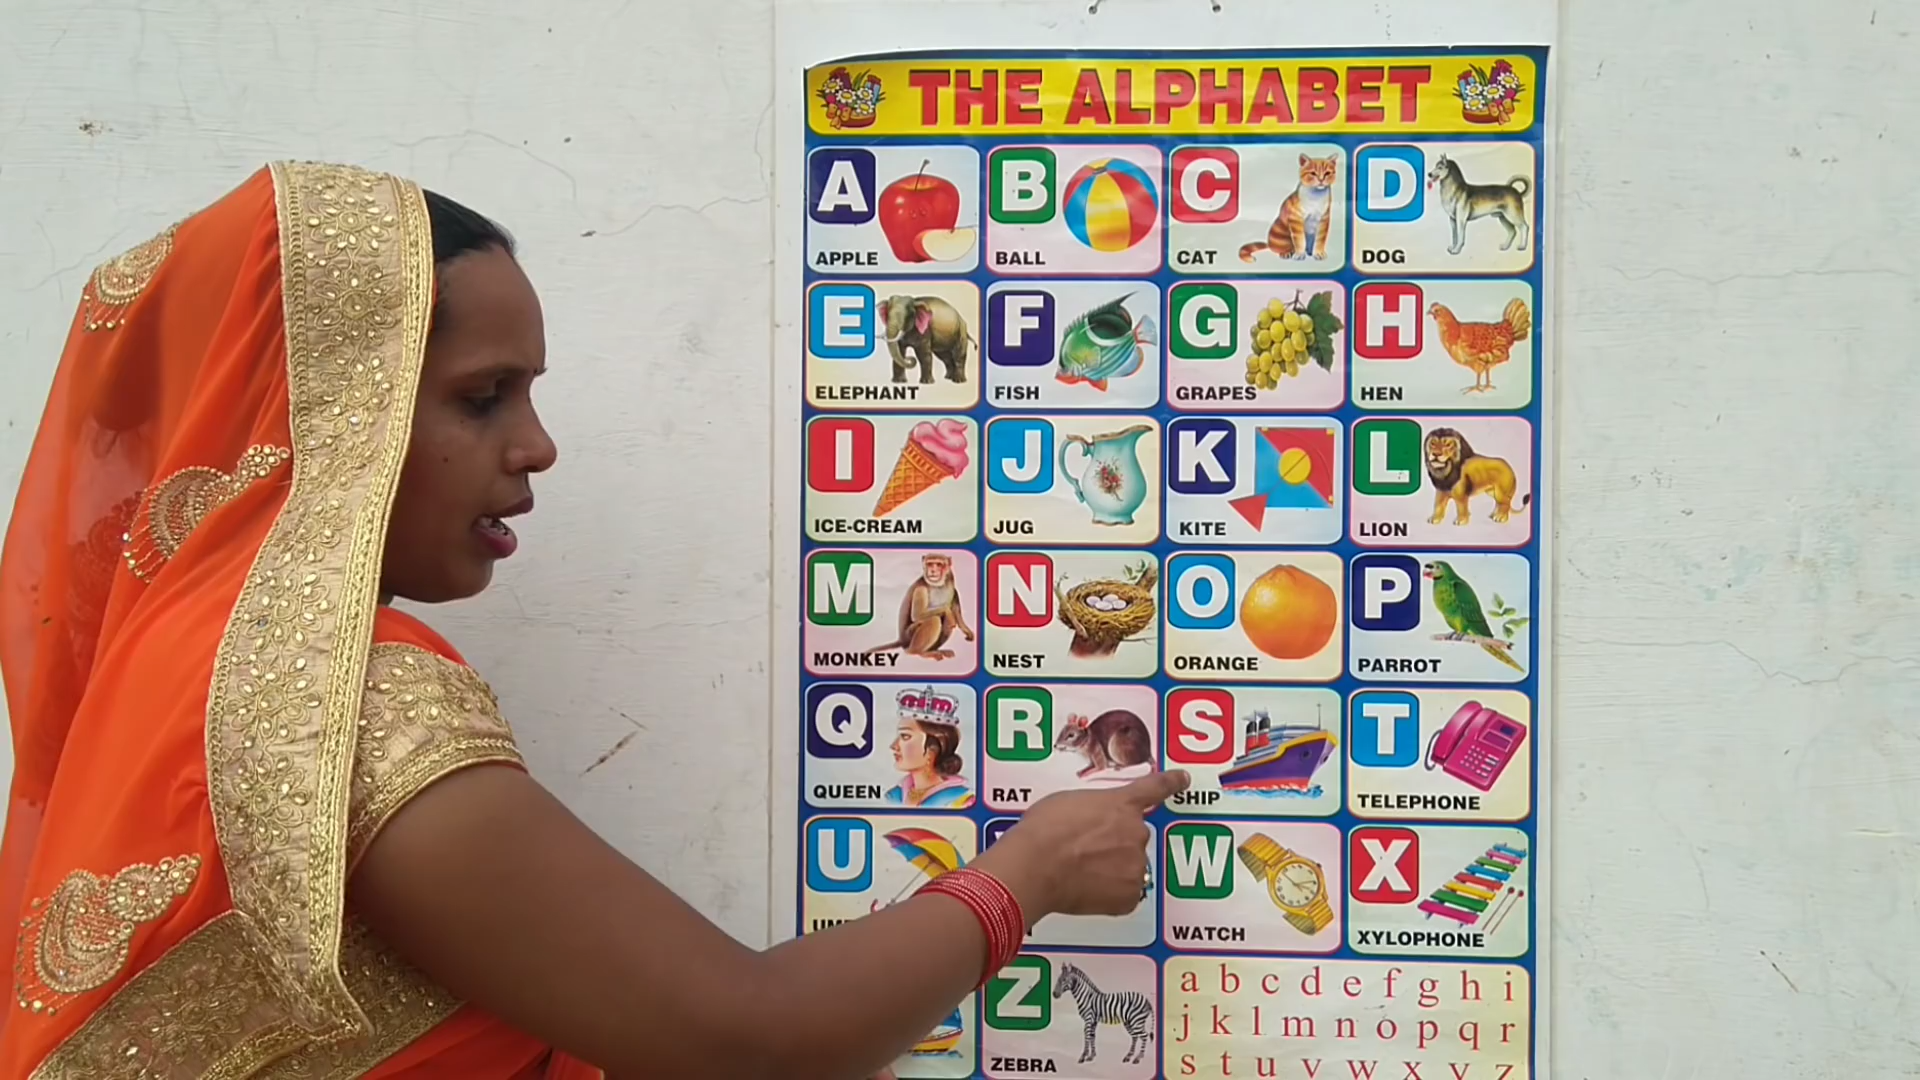 THE ALPHABET
A B C D
APPLE BALL CAT DOG
E F G H
ELEPHANT FISH GRAPES HEN
I J K L
ICE-CREAM JUG KITE LION
M N O P
MONKEY NEST ORANGE PARROT
Q R S T
QUEEN RAT SHIP TELEPHONE
U W X
WATCH XYLOPHONE
Z
ZEBRA
a b c d e f g h i
j k l m n o p q r
s t u v w x y z